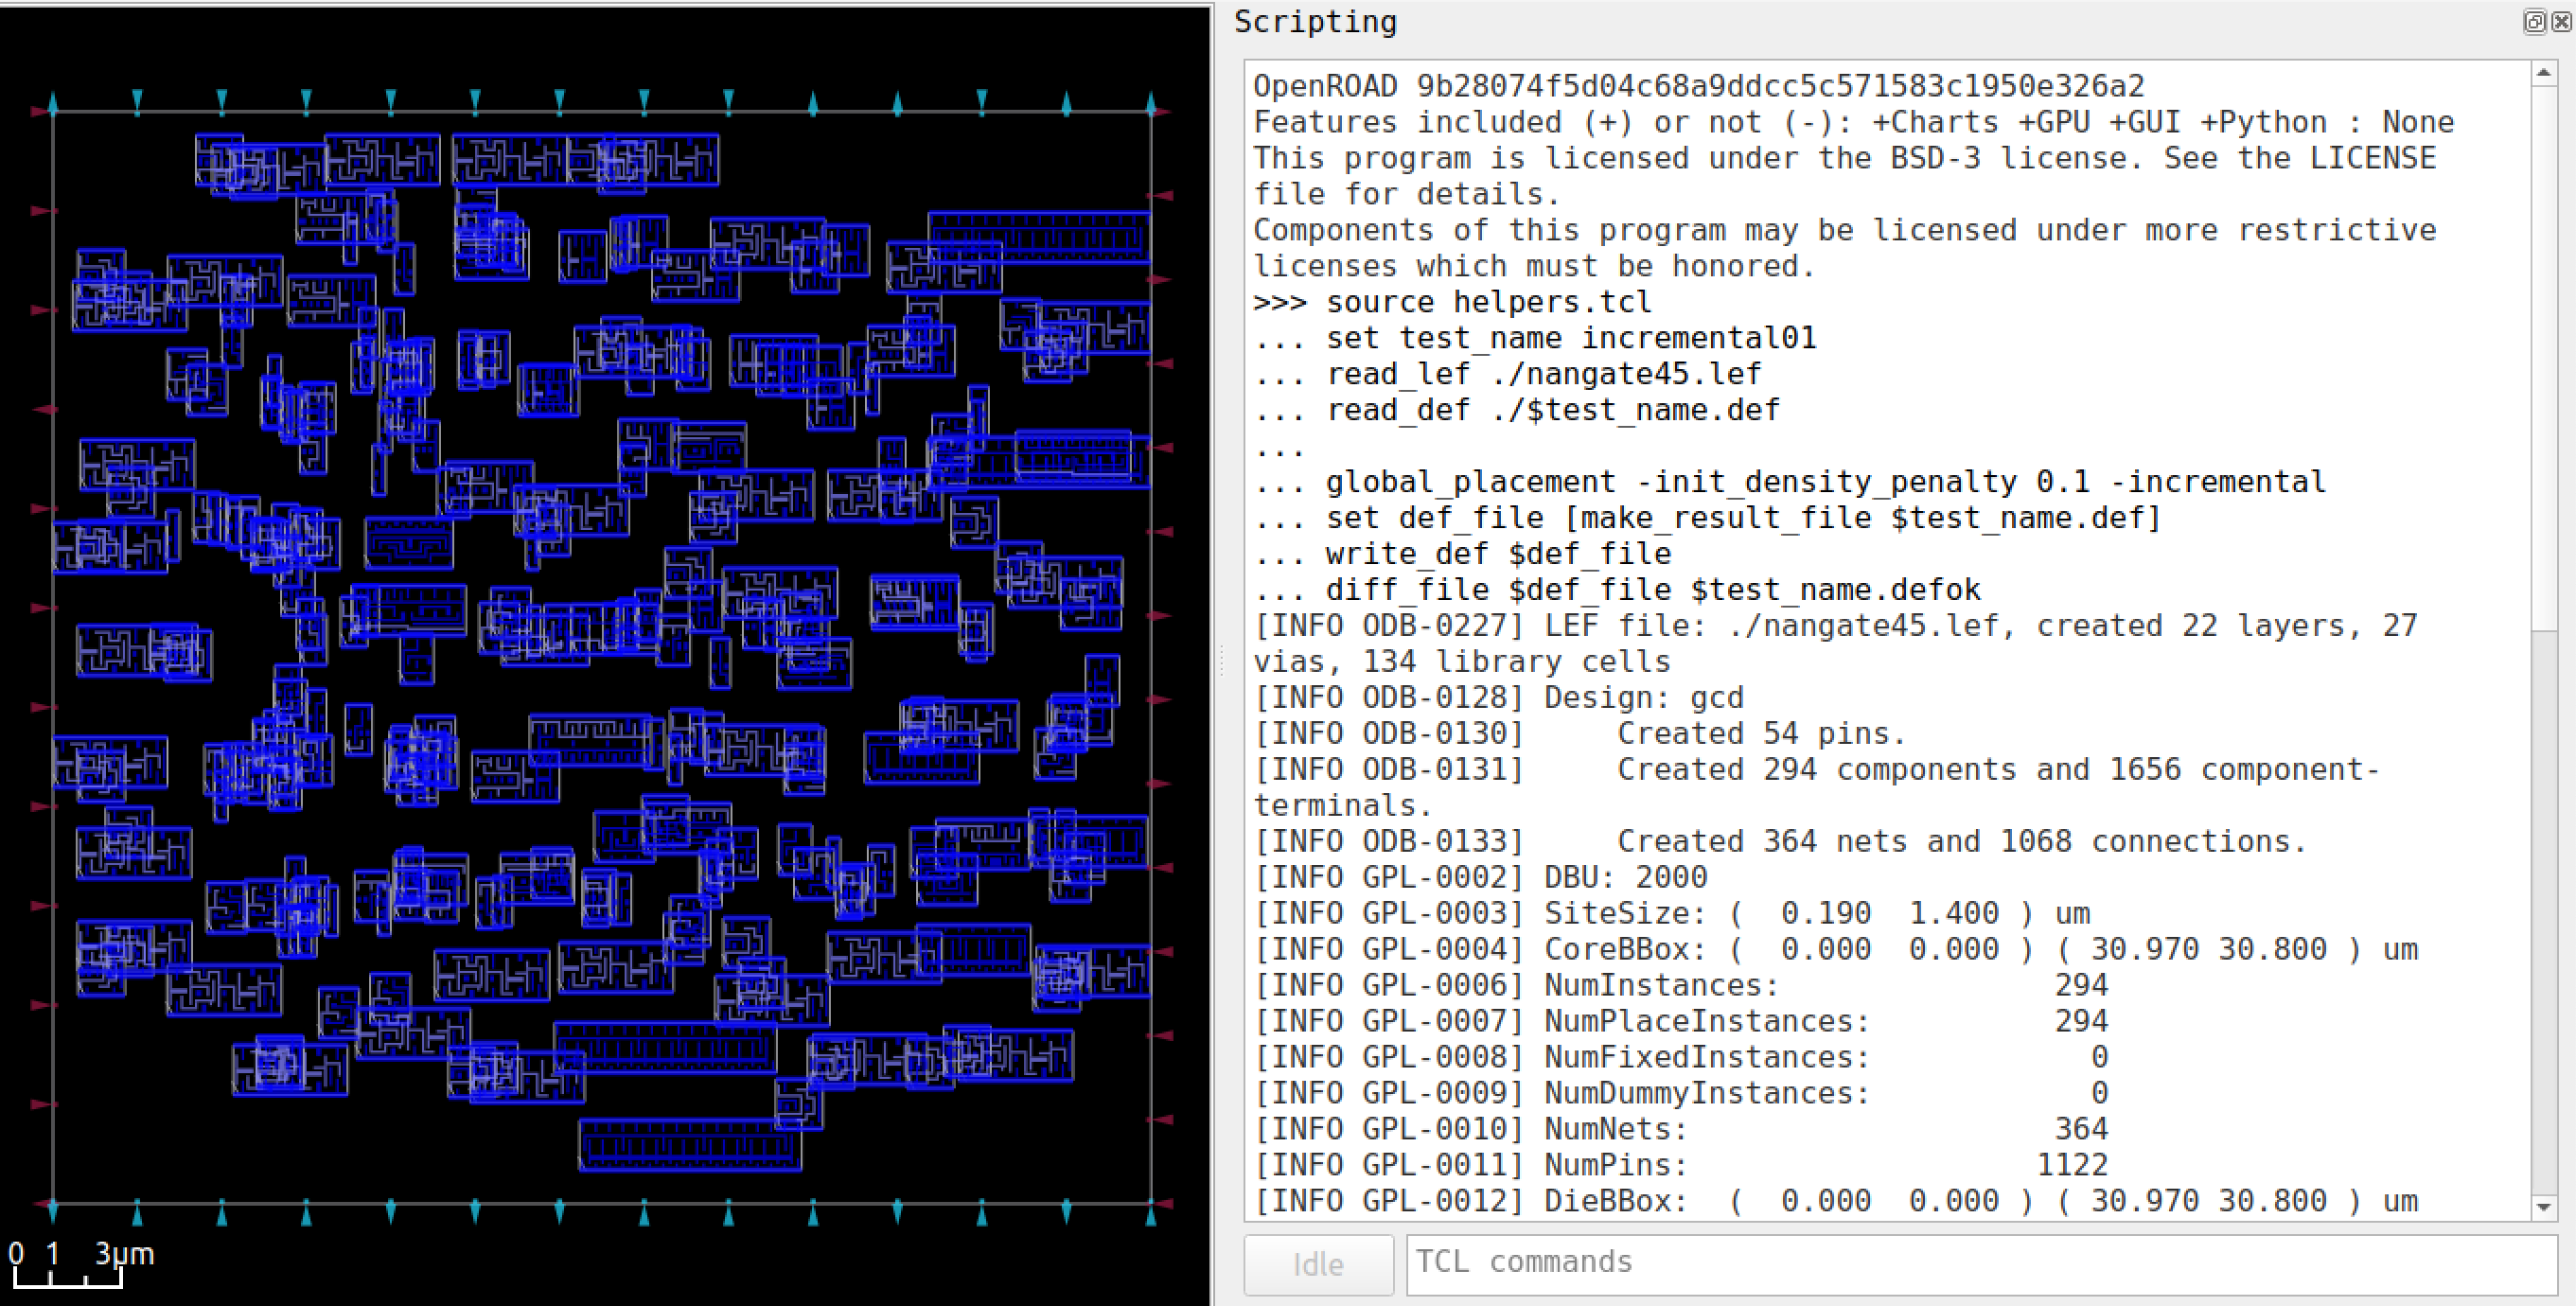 Scripting
OpenROAD 9b28074f5d04c68a9ddcc5c571583c1950e326a2
Features included (+) or not (-): +Charts +GPU +GUI +Python : None
This program is licensed under the BSD-3 license. See the LICENSE
file for details.
Components of this program may be licensed under more restrictive
licenses which must be honored.
>>> source helpers.tcl
... set test_name incremental01
... read_lef ./nangate45.lef
... read_def ./$test_name.def
...
... global_placement -init_density_penalty 0.1 -incremental
... set def_file [make_result_file $test_name.def]
... write_def $def_file
... diff_file $def_file $test_name.defok
[INFO ODB-0227] LEF file: ./nangate45.lef, created 22 layers, 27
vias, 134 library cells
[INFO ODB-0128] Design: gcd
[INFO ODB-0130]     Created 54 pins.
[INFO ODB-0131]     Created 294 components and 1656 component-
terminals.
[INFO ODB-0133]     Created 364 nets and 1068 connections.
[INFO GPL-0002] DBU: 2000
[INFO GPL-0003] SiteSize: (  0.190  1.400 ) um
[INFO GPL-0004] CoreBBox: (  0.000  0.000 ) ( 30.970 30.800 ) um
[INFO GPL-0006] NumInstances:               294
[INFO GPL-0007] NumPlaceInstances:          294
[INFO GPL-0008] NumFixedInstances:            0
[INFO GPL-0009] NumDummyInstances:            0
[INFO GPL-0010] NumNets:                    364
[INFO GPL-0011] NumPins:                   1122
[INFO GPL-0012] DieBBox:  (  0.000  0.000 ) ( 30.970 30.800 ) um
0 1 3μm
Idle
TCL commands